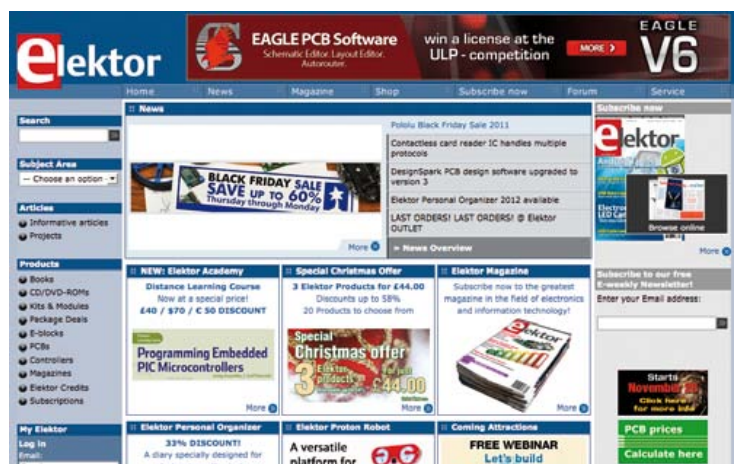 elektor
EAGLE PCB Software
Schematic Editor. Layout Editor.
Autorouter.
win a license at the
ULP - competition
MORE
EAGLE
V6
Home
News
Magazine
Shop
Subscribe now
Forum
Service
Search
Subject Area
-- Choose an option -
Articles
Informative articles
Projects
Products
Books
CD/DVD-ROMs
Kits & Modules
Package Deals
E-blocks
PCBs
Controllers
Magazines
Elektor Credits
Subscriptions
My Elektor
Log in
Email:
News
BLACK FRIDAY SALE
SAVE UP TO 60%
Thursday through Monday
More
Pololu Black Friday Sale 2011
Contactless card reader IC handles multiple
protocols
DesignSpark PCB design software upgraded to
version 3
Elektor Personal Organizer 2012 available
LAST ORDERS! LAST ORDERS! @ Elektor
OUTLET
» News Overview
NEW: Elektor Academy
Distance Learning Course
Now at a special price!
£40 / $70 / € 50 DISCOUNT
Programming Embedded
PIC Microcontrollers
More
Special Christmas Offer
3 Elektor Products for £44.00
Discounts up to 58%
20 Products to choose from
Special
Christmas offer
3 Elektor
products
For just
£44.00
More
Elektor Magazine
Subscribe now to the greatest
magazine in the field of electronics
and information technology!
elektor
More
Elektor Personal Organizer
33% DISCOUNT!
A diary specially designed for
Elektor Proton Robot
A versatile
platform for
Coming Attractions
FREE WEBINAR
Let's build
Subscribe now
elektor
Browse online
More
Subscribe to our free
E-weekly Newsletter!
Enter your Email address:
Starts
November
Click here
for more info
PCB prices
Calculate here